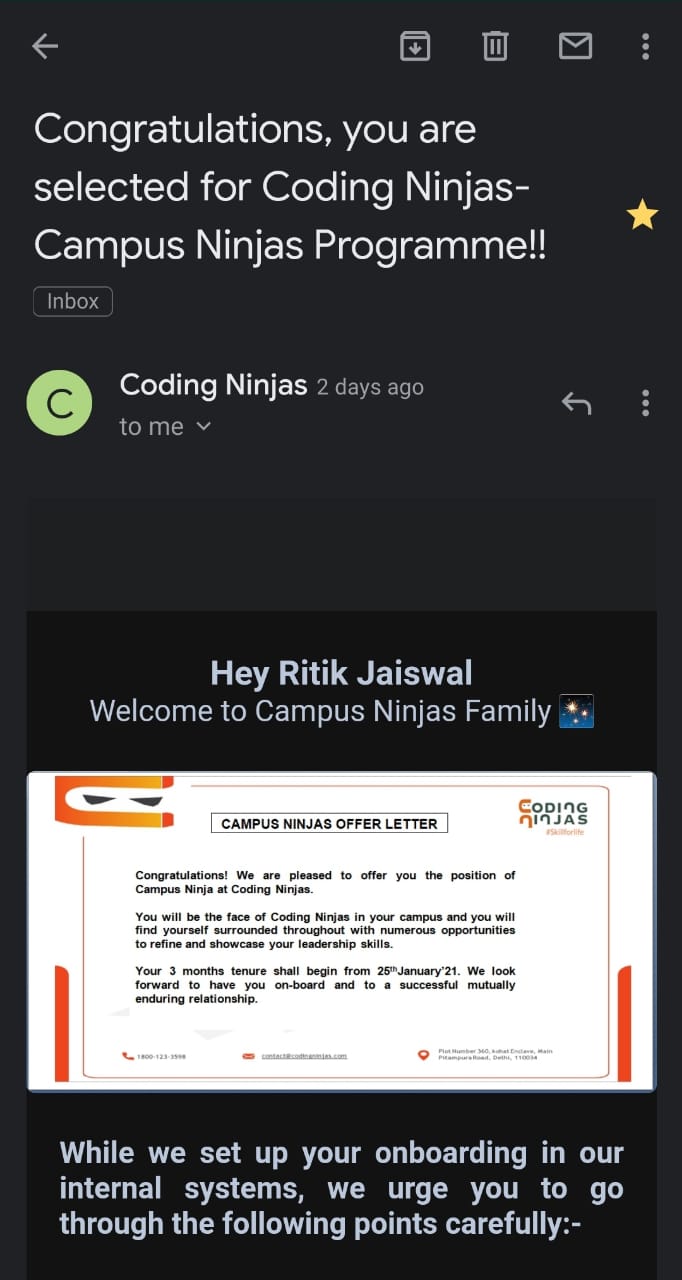 Congratulations, you are
selected for Coding Ninjas-
Campus Ninjas Programme!!
Inbox
C
Coding Ninjas 2 days ago
to me
Hey Ritik Jaiswal
Welcome to Campus Ninjas Family
CODING
NINJAS
#Skillforlife
CAMPUS NINJAS OFFER LETTER
Congratulations! We are pleased to offer you the position of
Campus Ninja at Coding Ninjas.
You will be the face of Coding Ninjas in your campus and you will
find yourself surrounded throughout with numerous opportunities
to refine and showcase your leadership skills.
Your 3 months tenure shall begin from 25th January'21. We look
forward to have you on-board and to a successful mutually
enduring relationship.
1800-123-3598
contact@codingninjas.com
Plot Number 360, Kohat Enclave, Main
Pitampura Road, Delhi, 110034
While we set up your onboarding in our
internal systems, we urge you to go
through the following points carefully:-